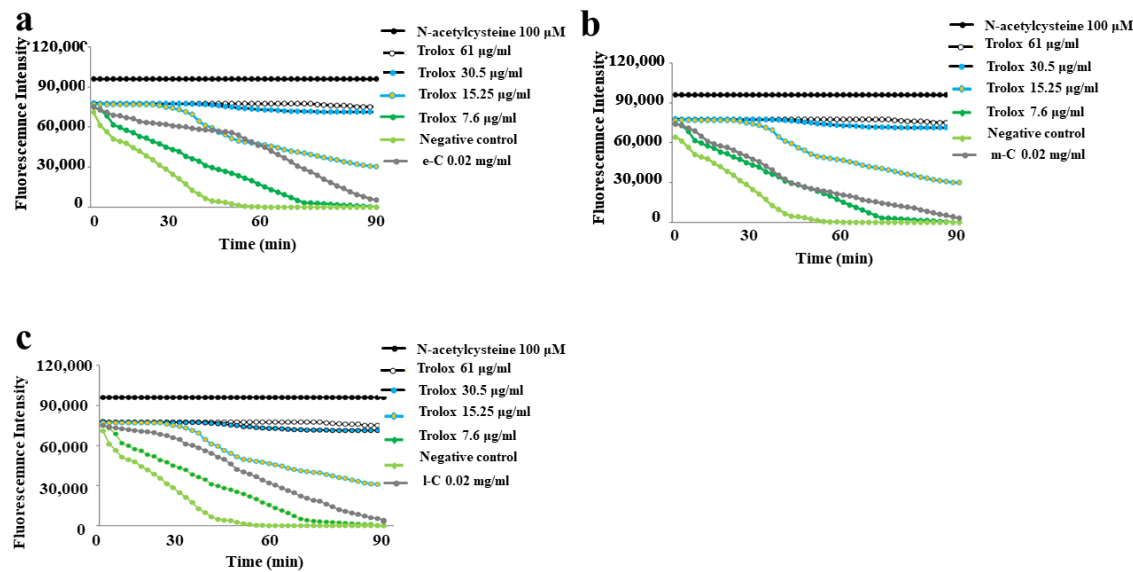 a
Fluorescemnce Intensity
120,000
90,000
60,000
30,000
0
0
30
60
90
Time (min)
N-acetylcysteine 100 μM
Trolox 61 μg/ml
Trolox 30.5 μg/ml
Trolox 15.25 μg/ml
Trolox 7.6 μg/ml
Negative control
e-C 0.02 mg/ml
b
Fluorescemnce Intensity
120,000
90,000
60,000
30,000
0
0
30
60
90
Time (min)
N-acetylcysteine 100 μM
Trolox 61 μg/ml
Trolox 30.5 μg/ml
Trolox 15.25 μg/ml
Trolox 7.6 μg/ml
Negative control
m-C 0.02 mg/ml
c
Fluorescemnce Intensity
120,000
90,000
60,000
30,000
0
0
30
60
90
Time (min)
N-acetylcysteine 100 μM
Trolox 61 μg/ml
Trolox 30.5 μg/ml
Trolox 15.25 μg/ml
Trolox 7.6 μg/ml
Negative control
l-C 0.02 mg/ml